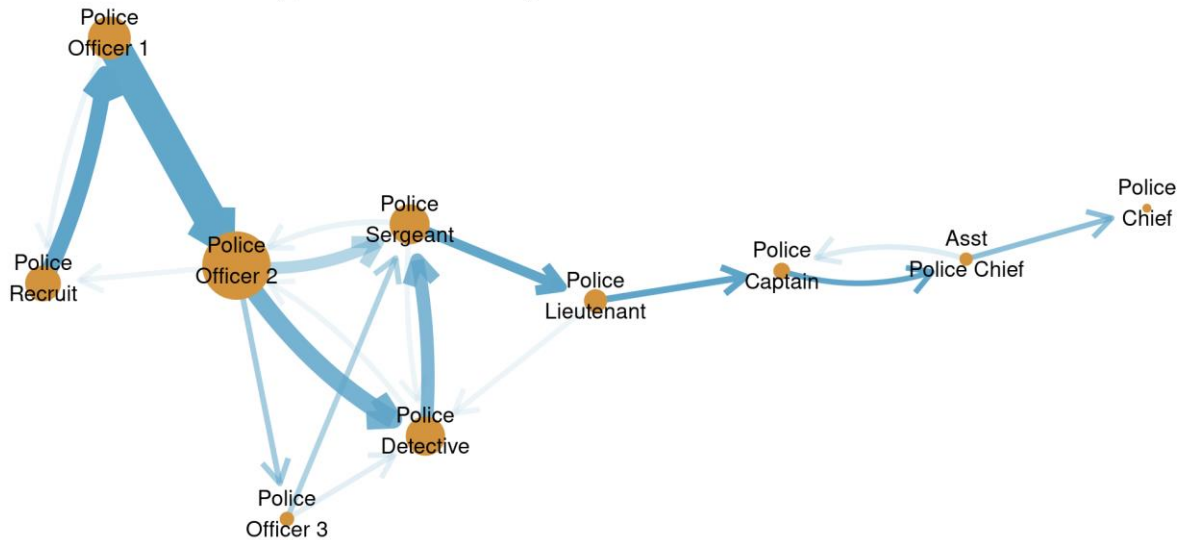 Police
Officer 1
Police
Recruit
Police
Officer 2
Police
Sergeant
Police
Detective
Police
Officer 3
Police
Lieutenant
Police
Captain
Asst
Police Chief
Police
Chief